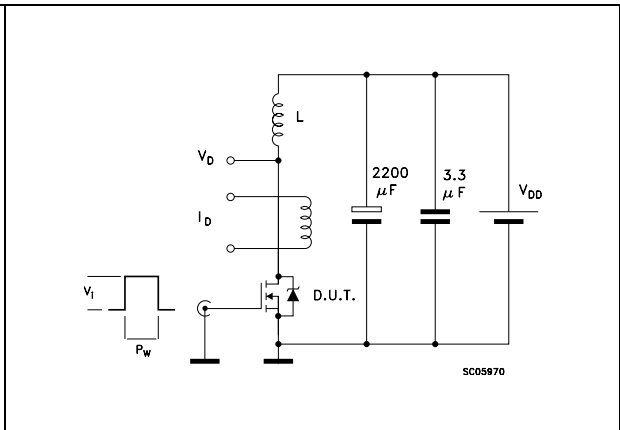 L
V_D
2200
µF
3.3
µF
V_DD
I_D
V_i
D.U.T.
P_W
SC05970